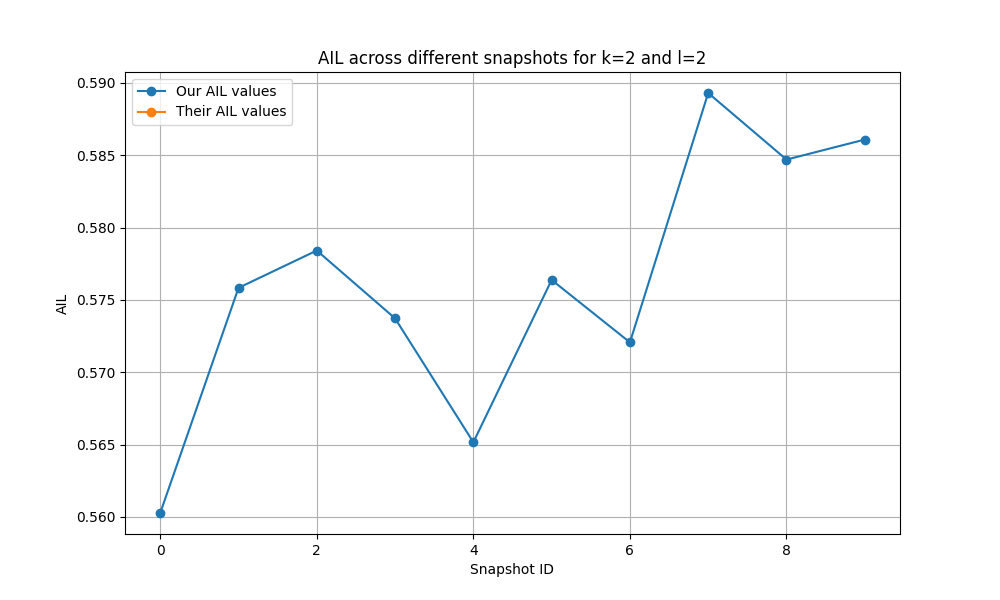 AIL across different snapshots for k=2 and l=2
Our AIL values
Their AIL values
0.590
0.585
0.580
0.575
0.570
0.565
0.560
AIL
0 2 4 6 8
Snapshot ID